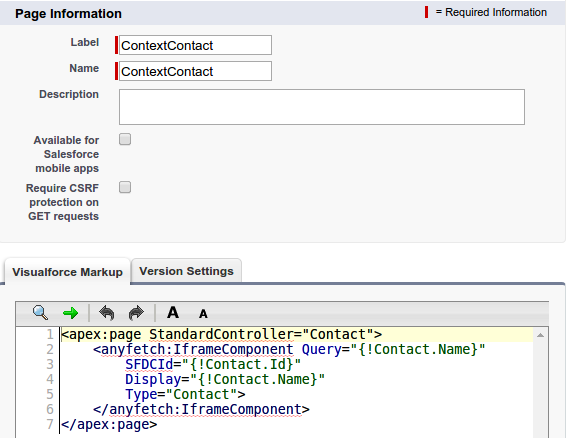 Page Information
= Required Information
Label
ContextContact
Name
ContextContact
Description
Available for
Salesforce
mobile apps
Require CSRF
protection on
GET requests
Visualforce Markup
Version Settings
A
A
1 <apex:page StandardController="Contact">
2     <anyfetch:IframeComponent Query="{!Contact.Name}"
3         SFDCId="{!Contact.Id}"
4         Display="{!Contact.Name}"
5         Type="Contact">
6     </anyfetch:IframeComponent>
7 </apex:page>